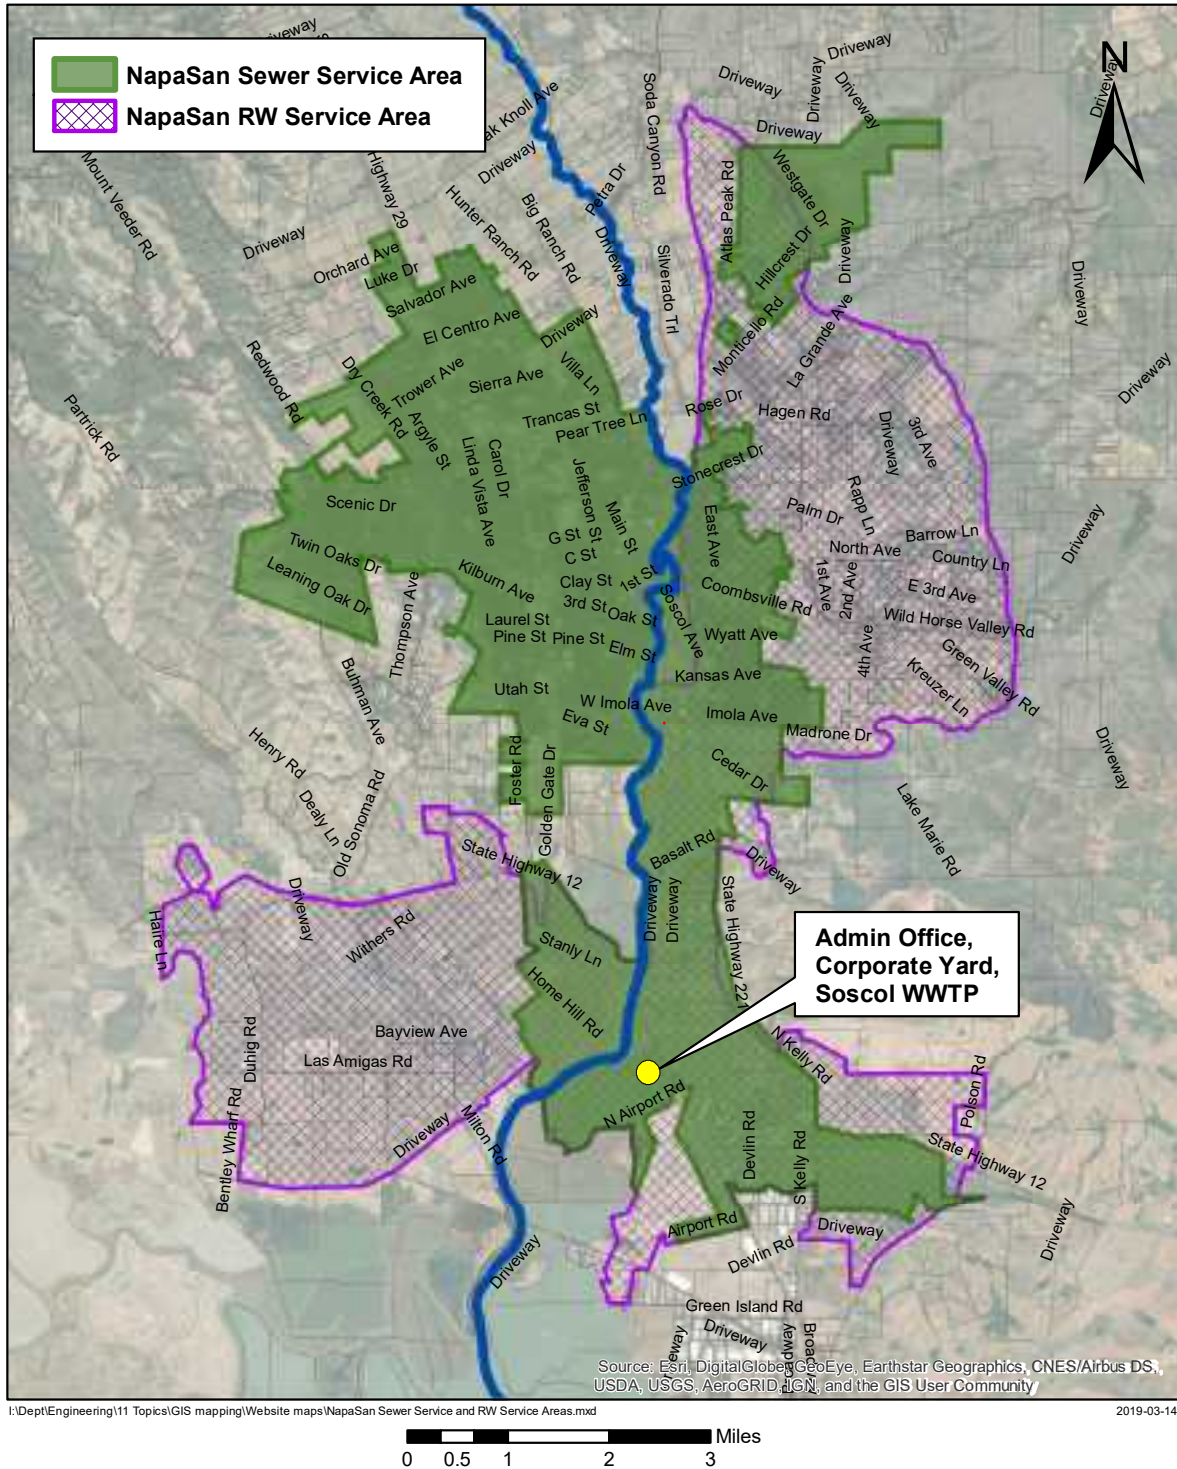 NapaSan Sewer Service Area
NapaSan RW Service Area
N
Driveway
Driveway
Driveway
Driveway
Driveway
Driveway
Driveway
Soda Canyon Rd
Driveway
Mount Veeder Rd
Highway 29
Hunter Ranch Rd
Big Ranch Rd
Petra Dr
Driveway
Silverado Trl
Atlas Peak Rd
Westgate Dr
Hillcrest Dr
Driveway
Driveway
Driveway
Orchard Ave
Luke Dr
Salvador Ave
El Centro Ave
Driveway
Monticello Rd
La Grande Ave
Driveway
Redwood Rd
Dry Creek Rd
Trower Ave
Sierra Ave
Villa Ln
Partrick Rd
Argyle St
Trancas St
Pear Tree Ln
Rose Dr
Hagen Rd
Driveway
3rd Ave
Linda Vista Ave
Carol Dr
Jefferson St
Main St
Stonecrest Dr
Scenic Dr
East Ave
Palm Dr
Rapp Ln
Barrow Ln
Driveway
G St
C St
North Ave
Country Ln
Twin Oaks Dr
Leaning Oak Dr
Kilburn Ave
Clay St
1st St
Coombsville Rd
1st Ave
2nd Ave
E 3rd Ave
Thompson Ave
3rd St
Oak St
Soscol Ave
Laurel St
Pine St
Pine St
Elm St
Wyatt Ave
Wild Horse Valley Rd
4th Ave
Green Valley Rd
Kreuzer Ln
Buhman Ave
Kansas Ave
Utah St
W Imola Ave
Imola Ave
Eva St
Madrone Dr
Henry Rd
Foster Rd
Golden Gate Dr
Cedar Dr
Driveway
Dealy Ln
Old Sonoma Rd
Lake Marie Rd
State Highway 12
Basalt Rd
Driveway
Driveway
Driveway
Driveway
State Highway 221
Haire Ln
Withers Rd
Stanly Ln
Admin Office,
Corporate Yard,
Soscol WWTP
Home Hill Rd
Duhig Rd
Bayview Ave
Las Amigas Rd
N Kelly Rd
Polson Rd
Bentley Wharf Rd
Driveway
Milton Rd
N Airport Rd
Devlin Rd
S Kelly Rd
State Highway 12
Airport Rd
Driveway
Driveway
Devlin Rd
Driveway
Green Island Rd
Driveway
Source: Esri, DigitalGlobe, GeoEye, Earthstar Geographics, CNES/Airbus DS,
USDA, USGS, AeroGRID, IGN, and the GIS User Community
I:\Dept\Engineering\11 Topics\GIS mapping\Website maps\NapaSan Sewer Service and RW Service Areas.mxd
2019-03-14
Miles
0 0.5 1 2 3